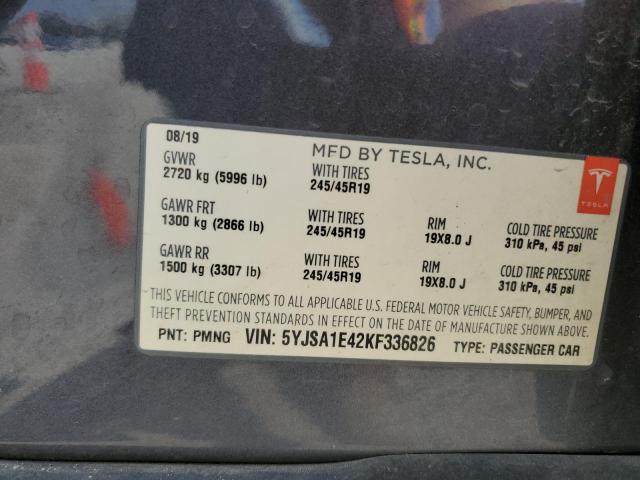 08/19
MFD BY TESLA, INC.
GVWR
2720 kg (5996 lb)
WITH TIRES
245/45R19
TESLA
GAWR FRT
1300 kg (2866 lb)
WITH TIRES
245/45R19
RIM
19X8.0 J
COLD TIRE PRESSURE
310 kPa, 45 psi
GAWR RR
1500 kg (3307 lb)
WITH TIRES
245/45R19
RIM
19X8.0 J
COLD TIRE PRESSURE
310 kPa, 45 psi
THIS VEHICLE CONFORMS TO ALL APPLICABLE U.S. FEDERAL MOTOR VEHICLE SAFETY, BUMPER, AND
THEFT PREVENTION STANDARDS IN EFFECT ON THE DATE OF MANUFACTURE SHOWN ABOVE.
PNT: PMNG VIN: 5YJSA1E42KF336826 TYPE: PASSENGER CAR